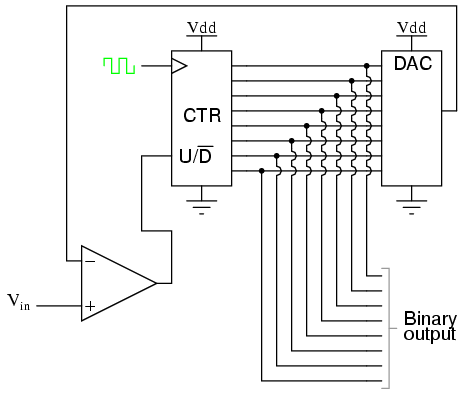 Vdd
Vdd
DAC
CTR
U/D̅
−
+
Vin
Binary
output